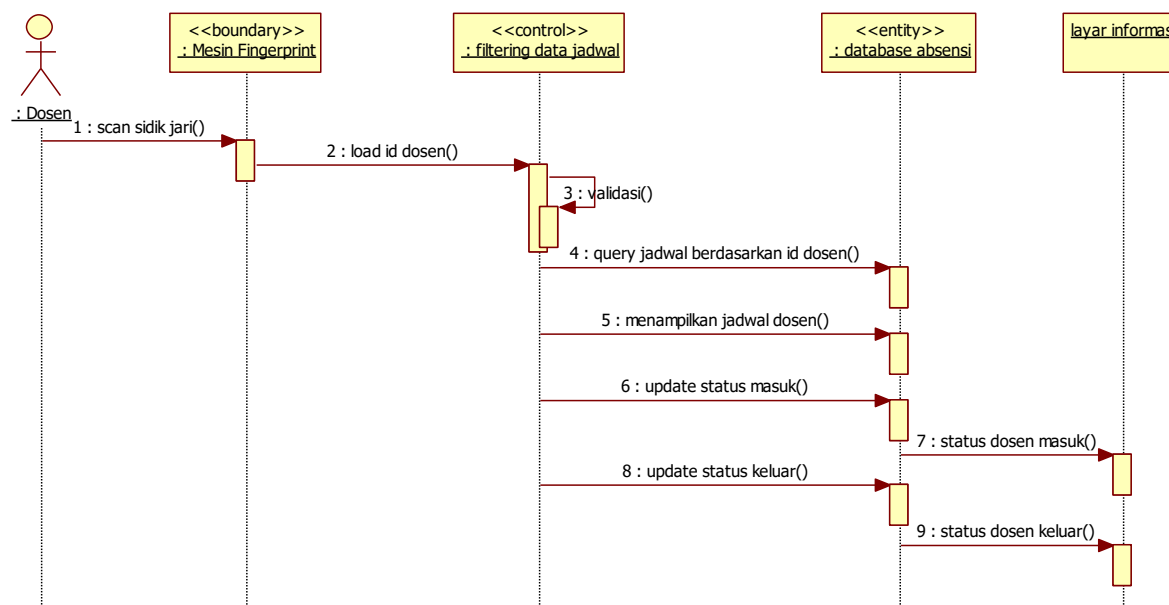 <<boundary>>
: Mesin Fingerprint
<<control>>
: filtering data jadwal
<<entity>>
: database absensi
layar informas
: Dosen
1 : scan sidik jari()
2 : load id dosen()
3 : validasi()
4 : query jadwal berdasarkan id dosen()
5 : menampilkan jadwal dosen()
6 : update status masuk()
7 : status dosen masuk()
8 : update status keluar()
9 : status dosen keluar()